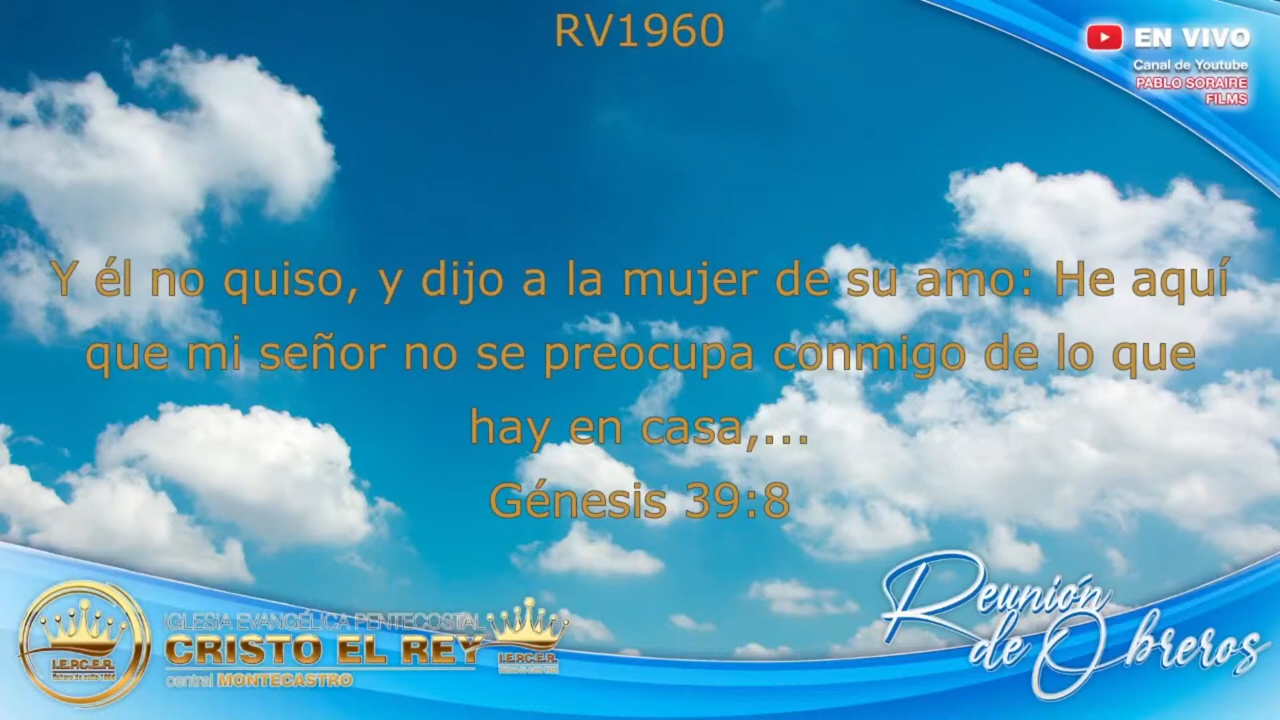 RV1960
EN VIVO
Canal de Youtube
PABLO SORAIRE
FILMS
Y él no quiso, y dijo a la mujer de su amo: He aquí
que mi señor no se preocupa conmigo de lo que
hay en casa,...
Génesis 39:8
IGLESIA EVANGÉLICA PENTECOSTAL
CRISTO EL REY
central MONTECASTRO
I.E.P.C.E.R.
I.E.P.C.E.R.
Reunión
de Obreros